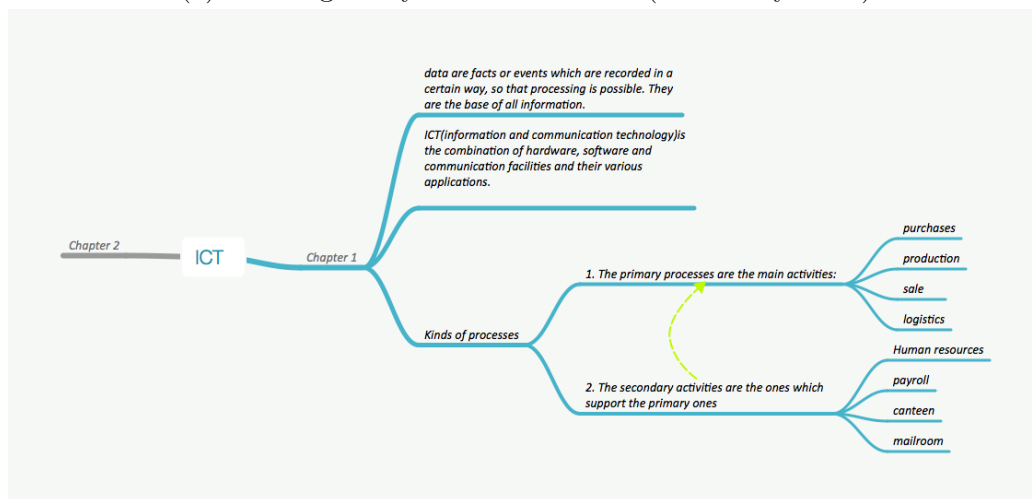 data are facts or events which are recorded in a
certain way, so that processing is possible. They
are the base of all information.
ICT(information and communication technology)is
the combination of hardware, software and
communication facilities and their various
applications.
Chapter 2
ICT
Chapter 1
Kinds of processes
1. The primary processes are the main activities:
purchases
production
sale
logistics
2. The secondary activities are the ones which
support the primary ones
Human resources
payroll
canteen
mailroom